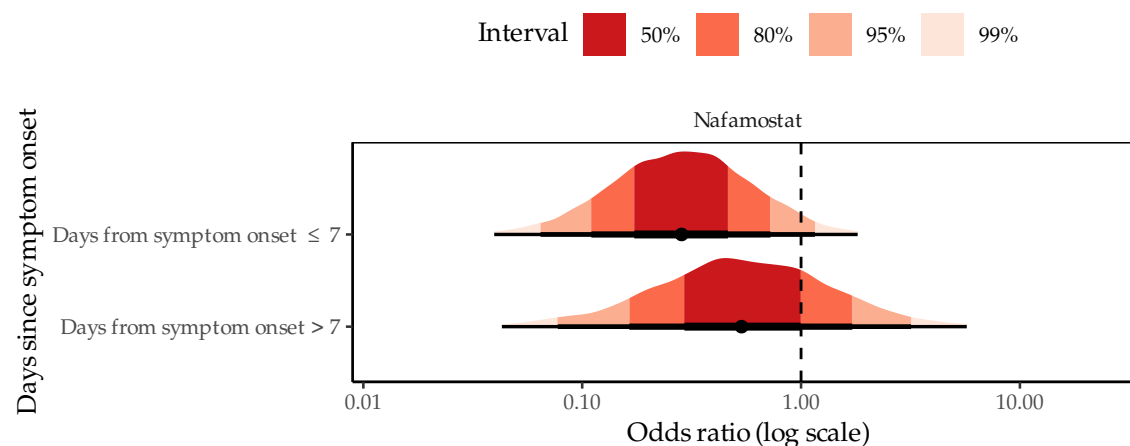 Interval 50% 80% 95% 99%
Nafamostat
Days since symptom onset
Days from symptom onset ≤ 7
Days from symptom onset > 7
0.01 0.10 1.00 10.00
Odds ratio (log scale)